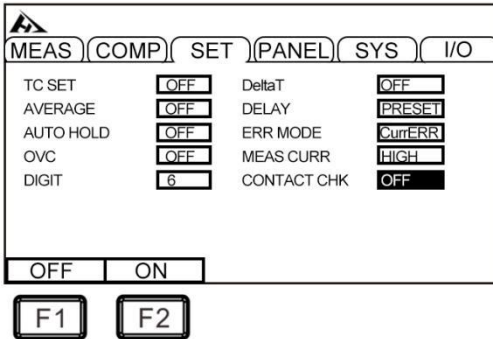 MEAS COMP SET PANEL SYS I/O
TC SET OFF DeltaT OFF
AVERAGE OFF DELAY PRESET
AUTO HOLD OFF ERR MODE CurrERR
OVC OFF MEAS CURR HIGH
DIGIT 6 CONTACT CHK OFF
OFF ON
F1 F2